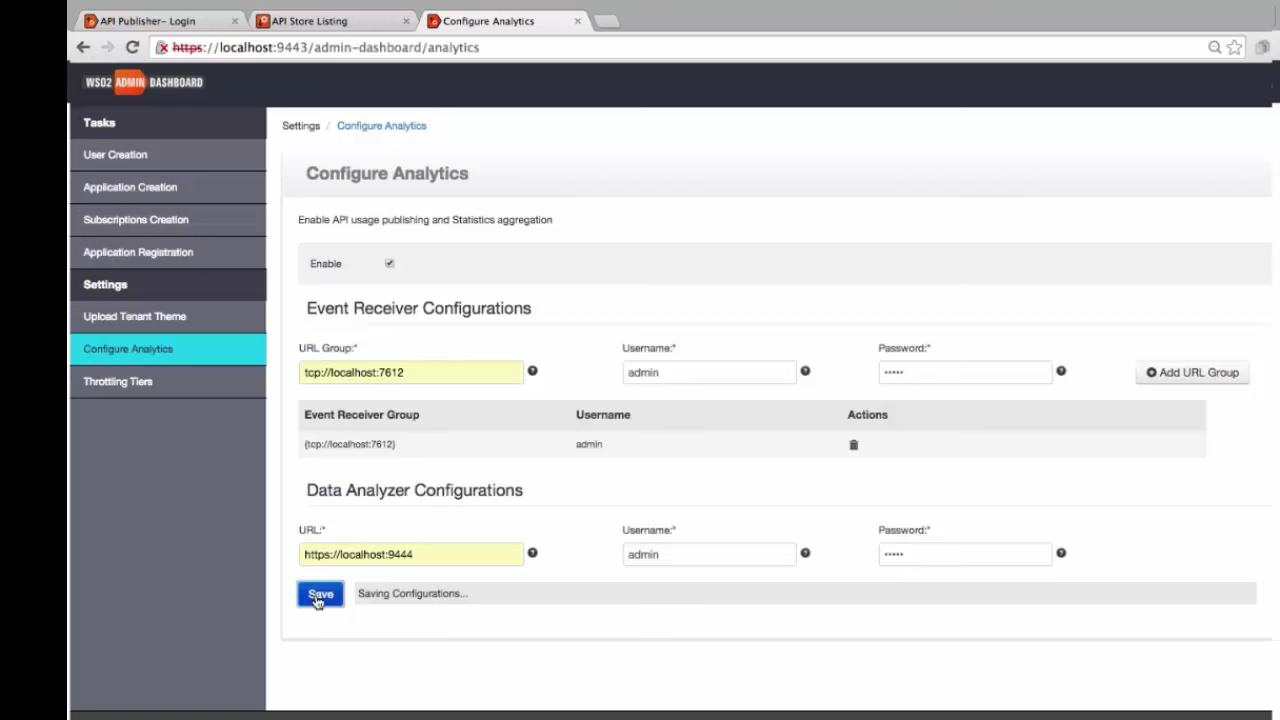 API Publisher- Login
API Store Listing
Configure Analytics
https://localhost:9443/admin-dashboard/analytics
WSO2 ADMIN DASHBOARD
Tasks
User Creation
Application Creation
Subscriptions Creation
Application Registration
Settings
Upload Tenant Theme
Configure Analytics
Throttling Tiers
Settings / Configure Analytics
Configure Analytics
Enable API usage publishing and Statistics aggregation
Enable
Event Receiver Configurations
URL Group:* Username:* Password:*
tcp://localhost:7612 admin ····· Add URL Group
Event Receiver Group Username Actions
{tcp://localhost:7612} admin
Data Analyzer Configurations
URL:* Username:* Password:*
https://localhost:9444 admin ·····
Save Saving Configurations...